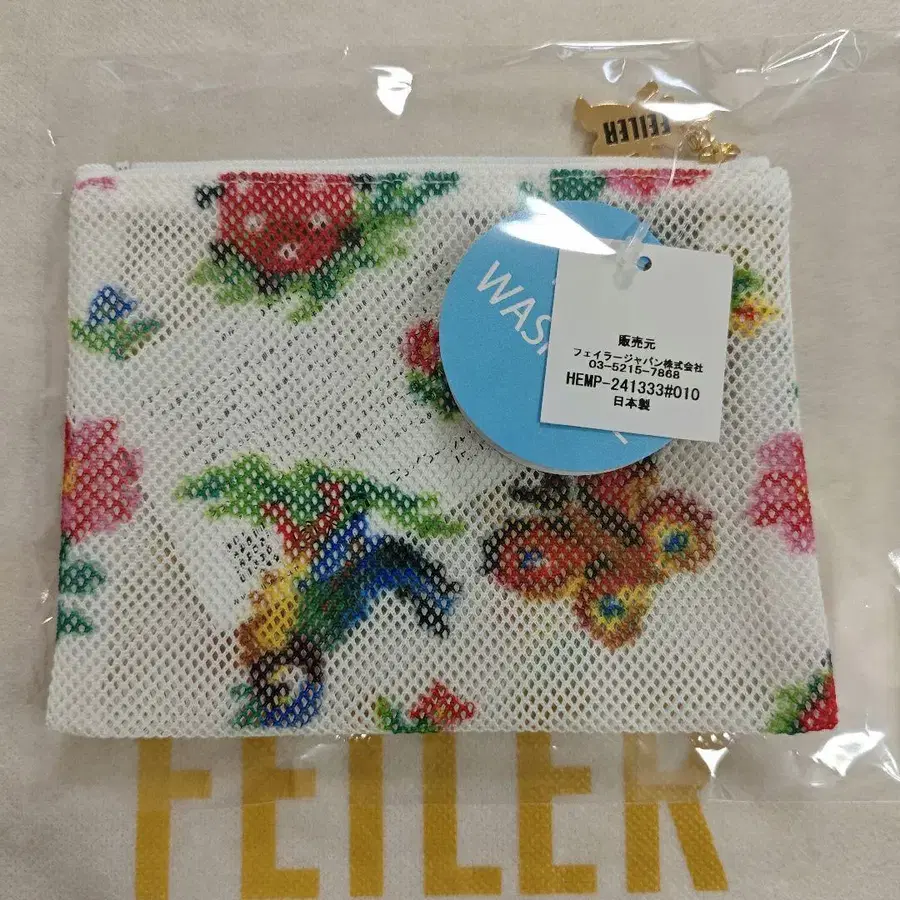 FEILER
WAS
販売元
フェイラージャパン株式会社
03-5215-7868
HEMP-241333#010
日本製
FEILER